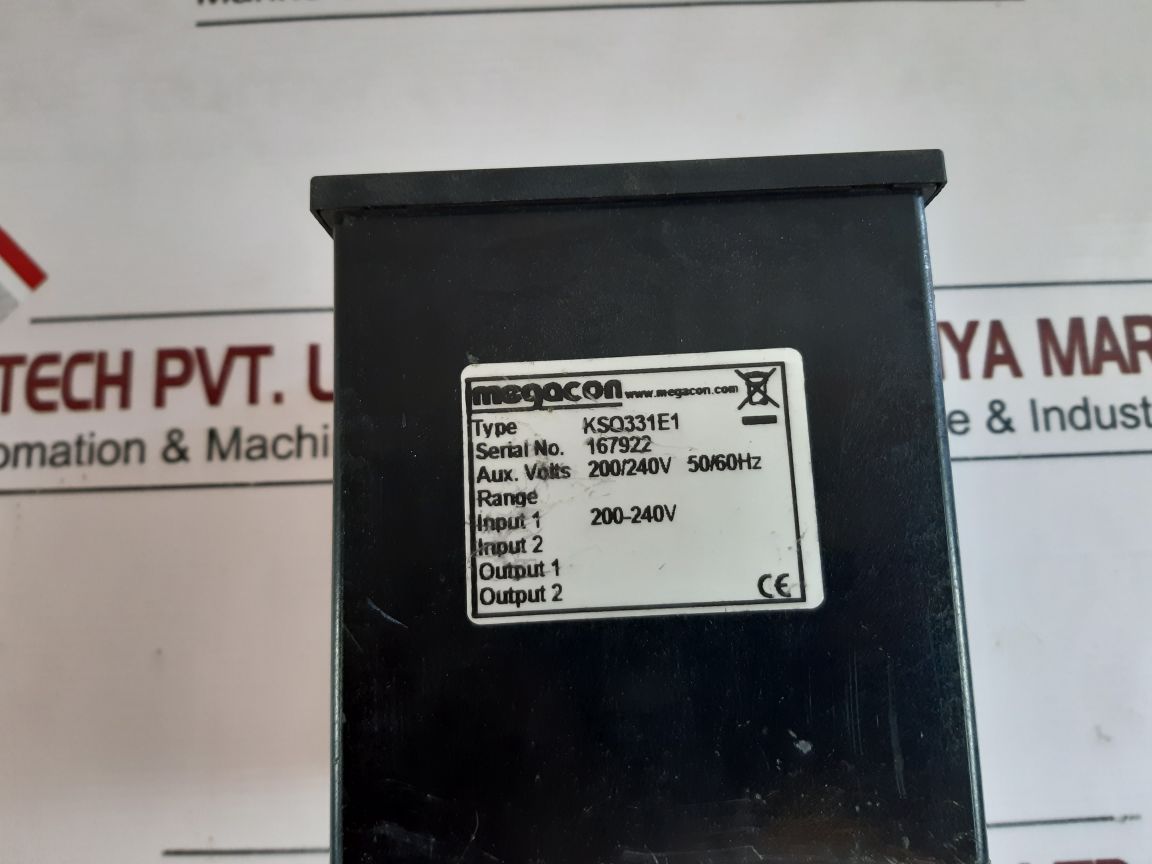 TECH PVT.
YA MAR
omation & Machi
e & Indust
megacon www.megacon.com
Type KSQ331E1
Serial No. 167922
Aux. Volts 200/240V 50/60Hz
Range
Input 1 200-240V
Input 2
Output 1
Output 2
CE